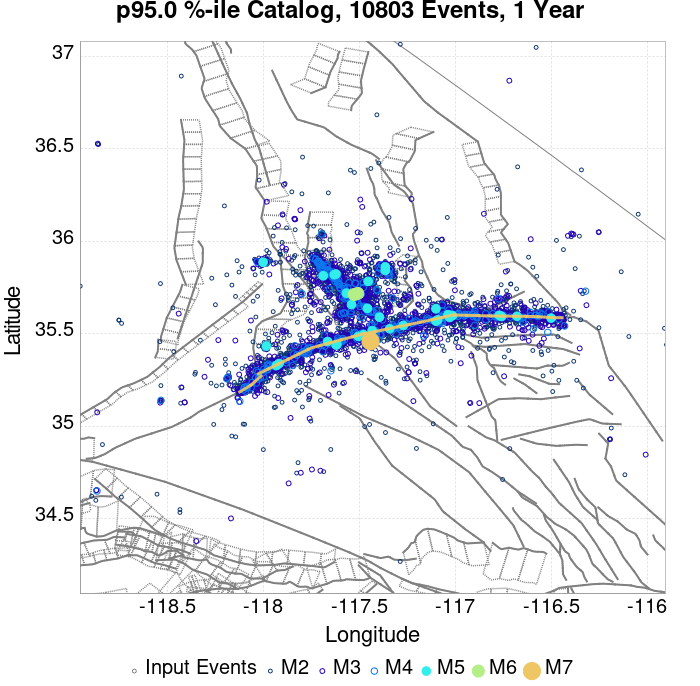 p95.0 %-ile Catalog, 10803 Events, 1 Year
37
36.5
36
35.5
35
34.5
Latitude
-118.5 -118 -117.5 -117 -116.5 -116
Longitude
Input Events M2 M3 M4 M5 M6 M7